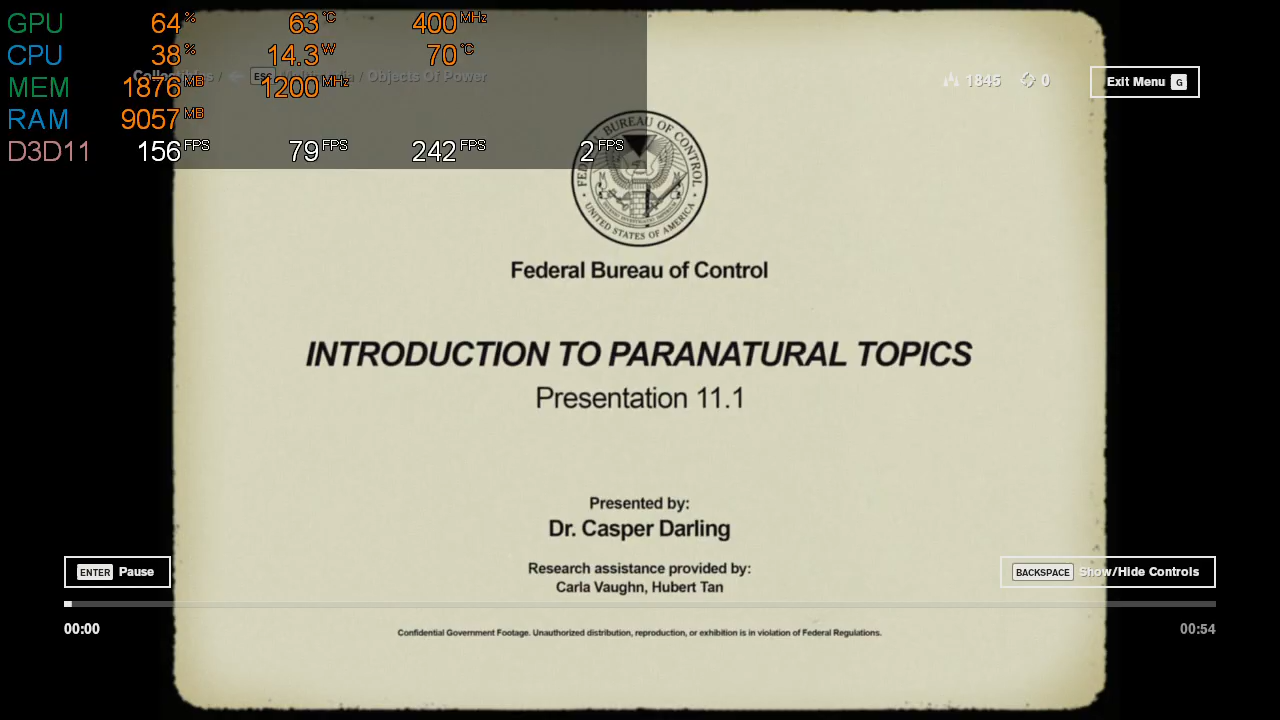 GPU 64 % 63 °C 400 MHz
CPU 38 % 14.3 W 70 °C
MEM 1876 MB 1200 MHz
RAM 9057 MB
D3D11 156 FPS 79 FPS 242 FPS 2 FPS
Collectibles / ESC / Objects Of Power
1845 0
Exit Menu G
FEDERAL BUREAU OF CONTROL
UNITED STATES OF AMERICA
Federal Bureau of Control
INTRODUCTION TO PARANATURAL TOPICS
Presentation 11.1
Presented by:
Dr. Casper Darling
Research assistance provided by:
Carla Vaughn, Hubert Tan
ENTER Pause
BACKSPACE Show/Hide Controls
00:00
00:54
Confidential Government Footage. Unauthorized distribution, reproduction, or exhibition is in violation of Federal Regulations.